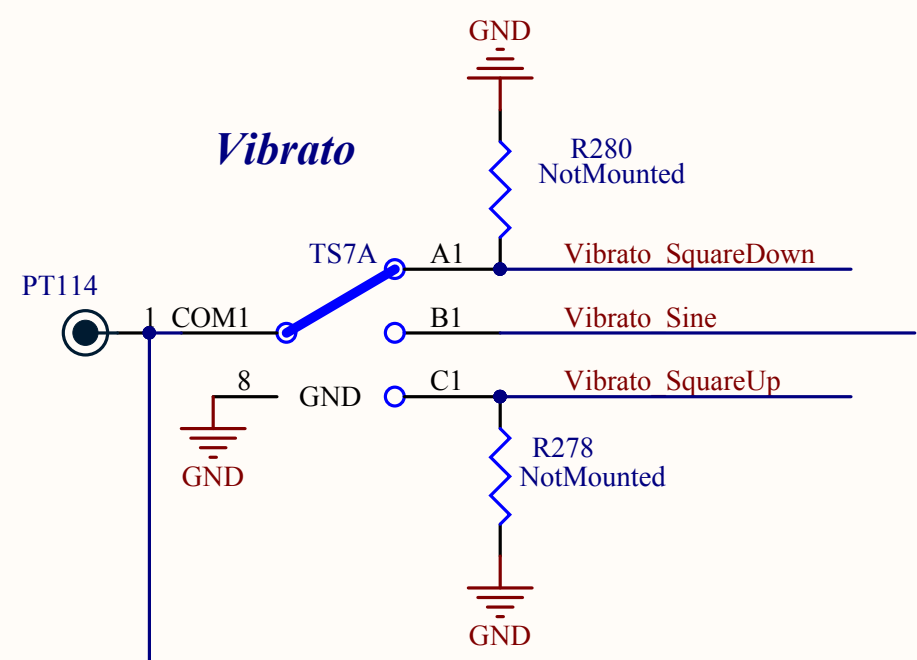 GND
Vibrato
R280
NotMounted
TS7A
A1
Vibrato_SquareDown
PT114
1
COM1
B1
Vibrato_Sine
8
GND
C1
Vibrato_SquareUp
GND
R278
NotMounted
GND